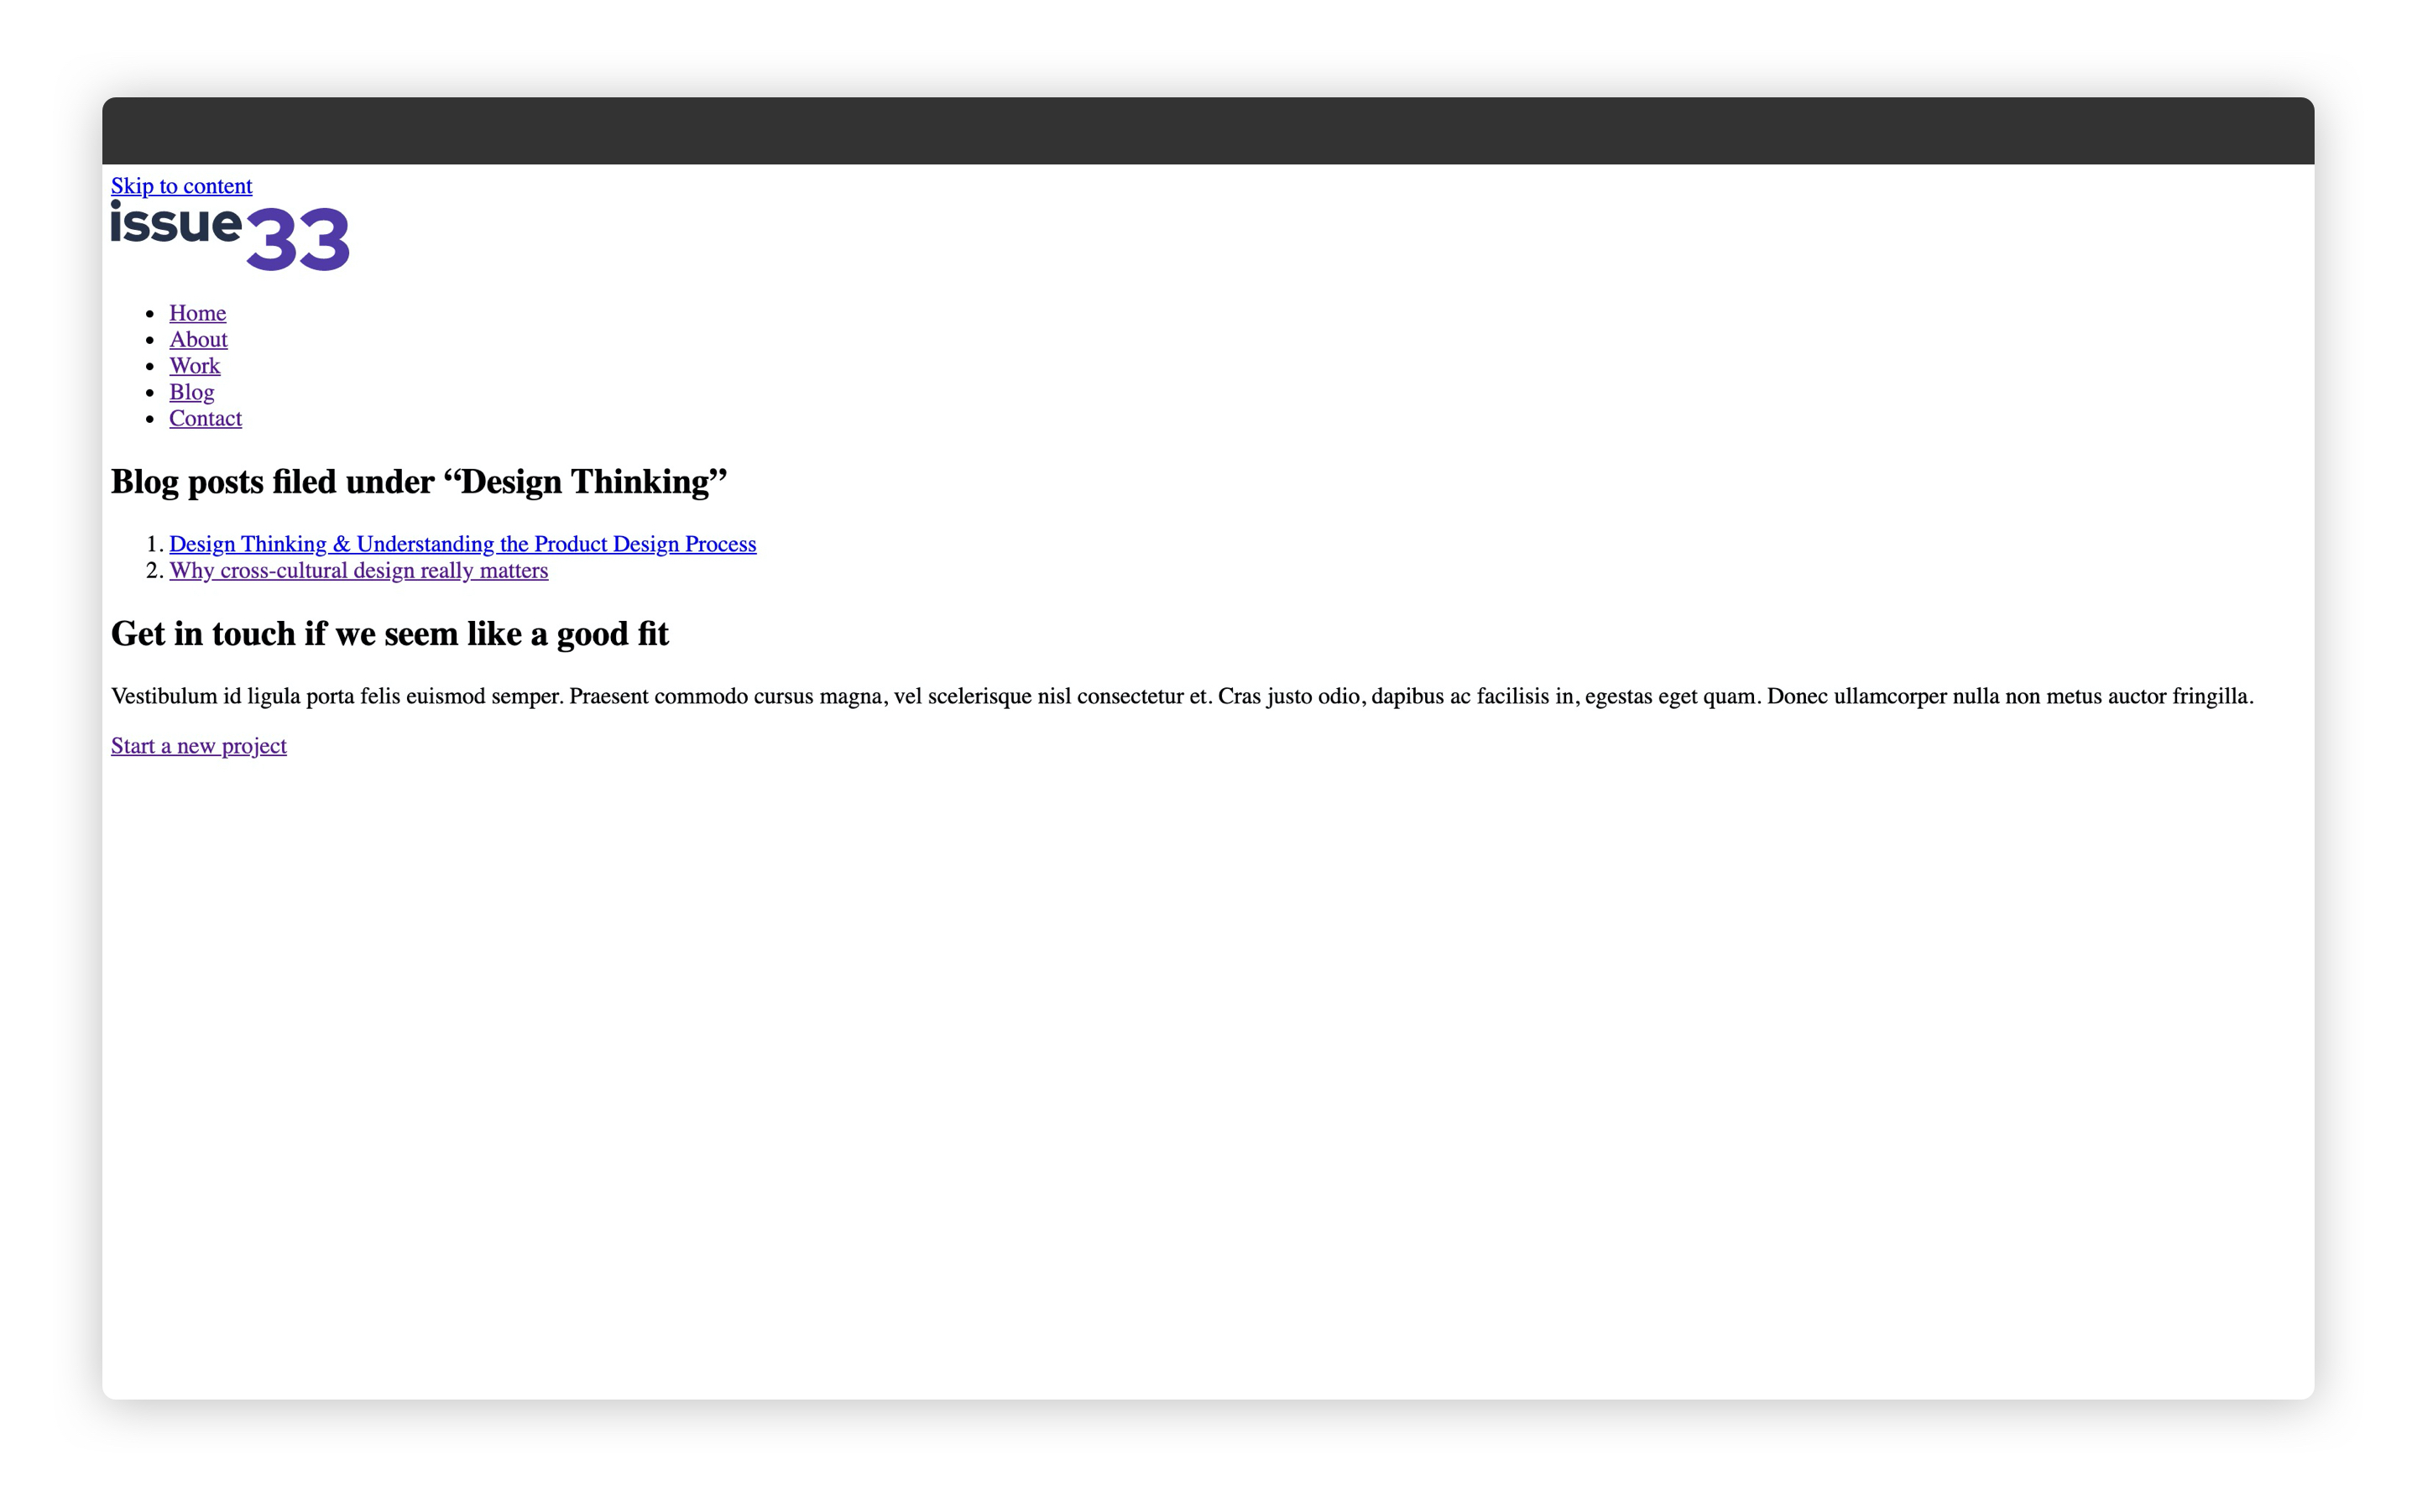 Skip to content
issue33
Home
About
Work
Blog
Contact
Blog posts filed under “Design Thinking”
1. Design Thinking & Understanding the Product Design Process
2. Why cross-cultural design really matters
Get in touch if we seem like a good fit
Vestibulum id ligula porta felis euismod semper. Praesent commodo cursus magna, vel scelerisque nisl consectetur et. Cras justo odio, dapibus ac facilisis in, egestas eget quam. Donec ullamcorper nulla non metus auctor fringilla.
Start a new project